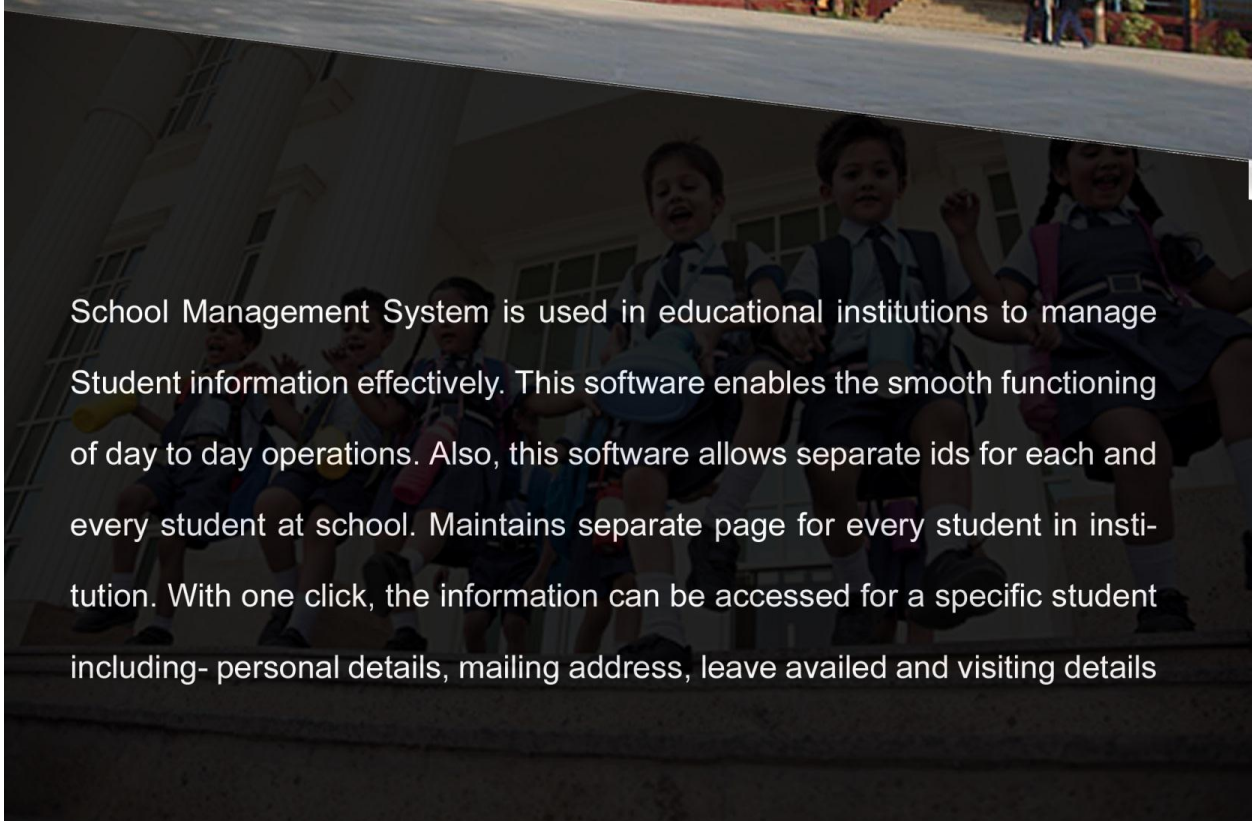 School Management System is used in educational institutions to manage
Student information effectively. This software enables the smooth functioning
of day to day operations. Also, this software allows separate ids for each and
every student at school. Maintains separate page for every student in insti-
tution. With one click, the information can be accessed for a specific student
including- personal details, mailing address, leave availed and visiting details